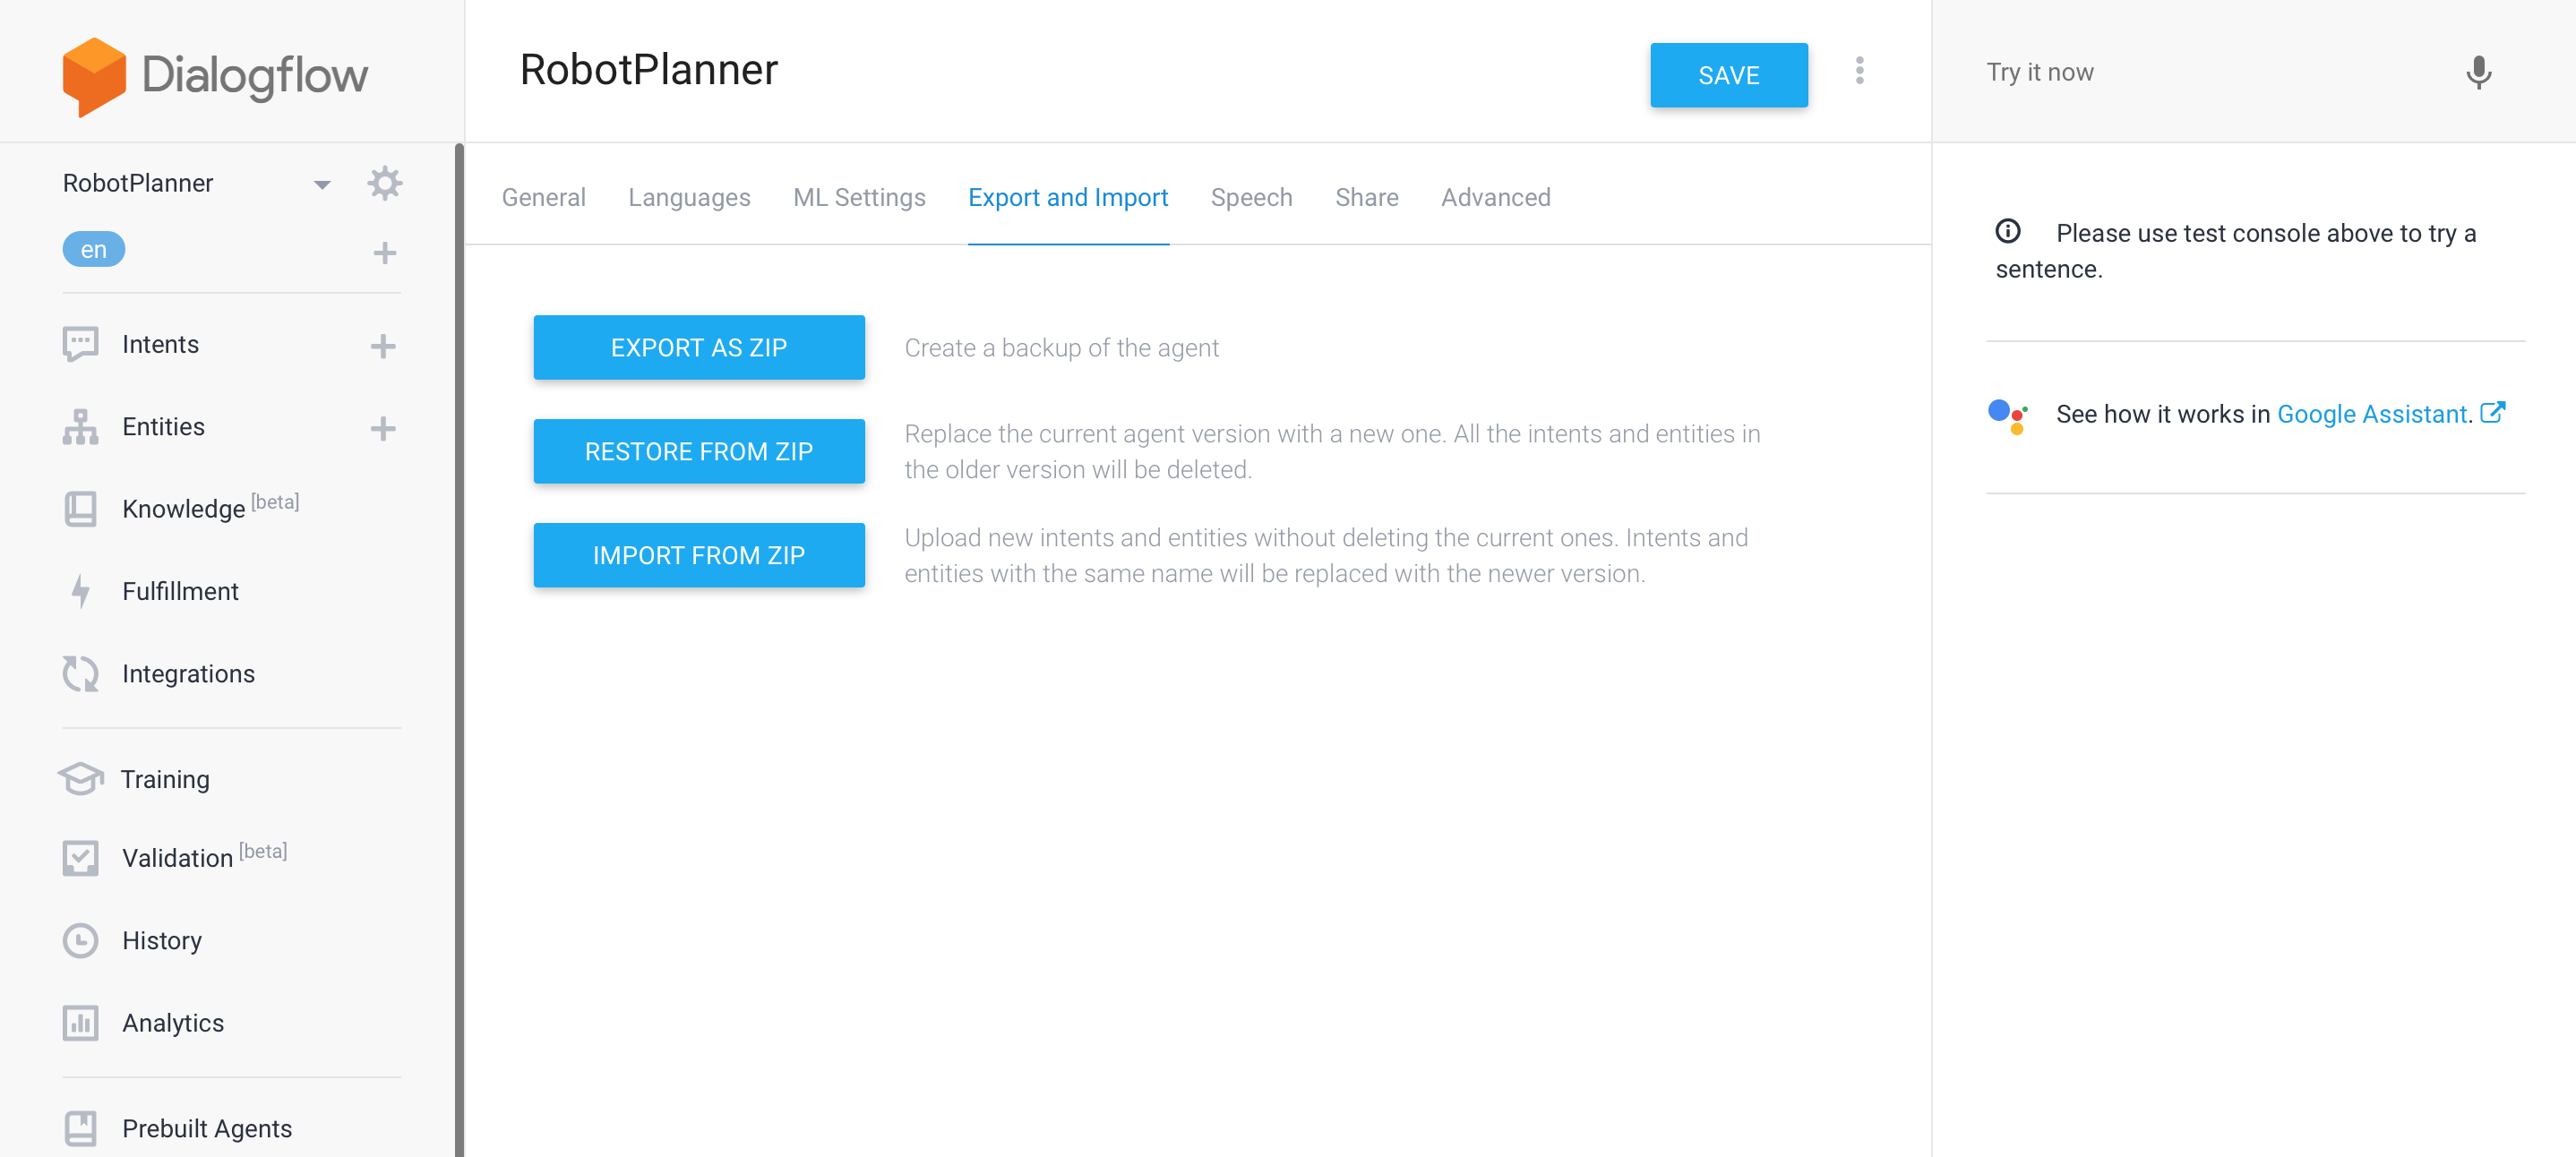 Dialogflow
RobotPlanner
en
Intents
Entities
Knowledge [beta]
Fulfillment
Integrations
Training
Validation [beta]
History
Analytics
Prebuilt Agents
RobotPlanner
SAVE
General Languages ML Settings Export and Import Speech Share Advanced
EXPORT AS ZIP
Create a backup of the agent
RESTORE FROM ZIP
Replace the current agent version with a new one. All the intents and entities in
the older version will be deleted.
IMPORT FROM ZIP
Upload new intents and entities without deleting the current ones. Intents and
entities with the same name will be replaced with the newer version.
Try it now
Please use test console above to try a
sentence.
See how it works in Google Assistant.